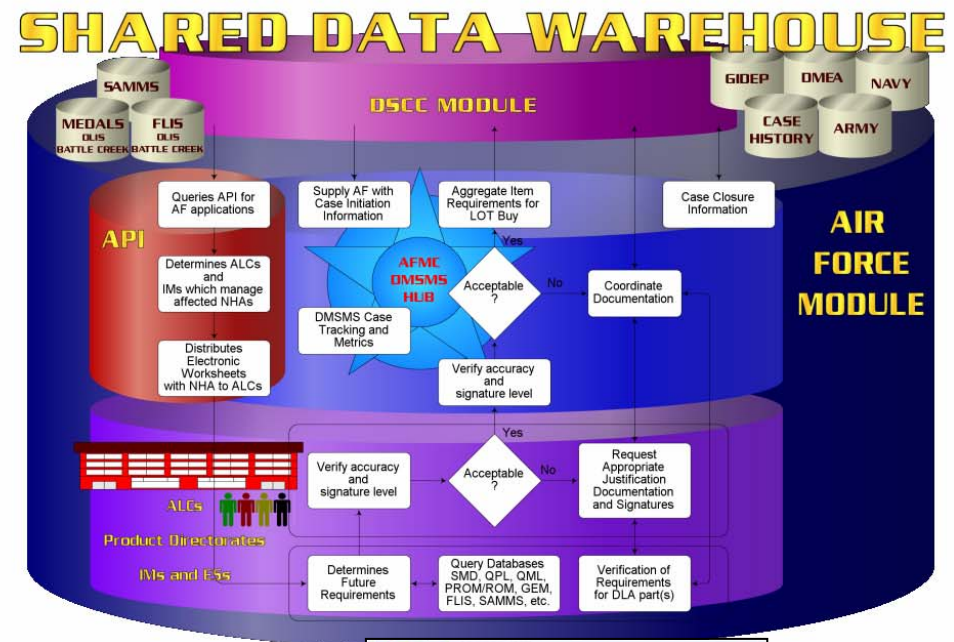 SHARED DATA WAREHOUSE
SAMMS
MEDALS
DLIS
BATTLE CREEK
FLIS
DLIS
BATTLE CREEK
DSCC MODULE
GIDEP
DMEA
NAVY
CASE
HISTORY
ARMY
Queries API for
AF applications
Supply AF with
Case Initiation
Information
Aggregate Item
Requirements for
LOT Buy
Case Closure
Information
API
AIR
FORCE
MODULE
Yes
AFMC
DMSMS
HUB
Determines ALCs
and
IMs which manage
affected NHAs
Acceptable
?
No
Coordinate
Documentation
DMSMS Case
Tracking and
Metrics
Distributes
Electronic
Worksheets
with NHA to ALCs
Verify accuracy
and
signature level
Yes
Verify accuracy
and
signature level
Acceptable
?
No
Request
Appropriate
Justification
Documentation
and Signatures
ALCs
Product Directorates
IMs and ESs
Determines
Future
Requirements
Query Databases
SMD, QPL, QML,
PROM/ROM, GEM,
FLIS, SAMMS, etc.
Verification of
Requirements
for DLA part(s)